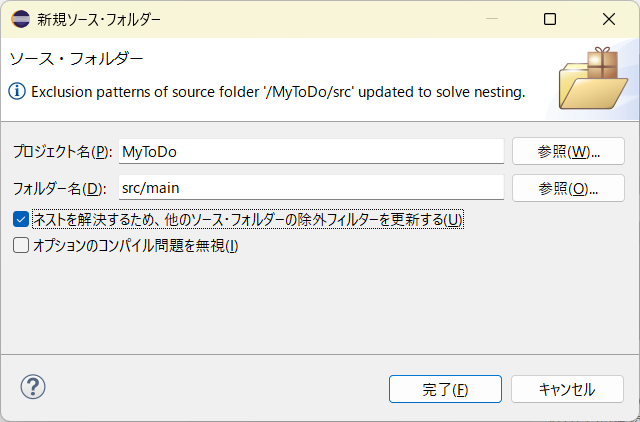 新規ソース・フォルダー
ソース・フォルダー
Exclusion patterns of source folder '/MyToDo/src' updated to solve nesting.
プロジェクト名(P): MyToDo 参照(W)...
フォルダー名(D): src/main 参照(O)...
ネストを解決するため、他のソース・フォルダーの除外フィルターを更新する(U)
オプションのコンパイル問題を無視(I)
完了(F) キャンセル